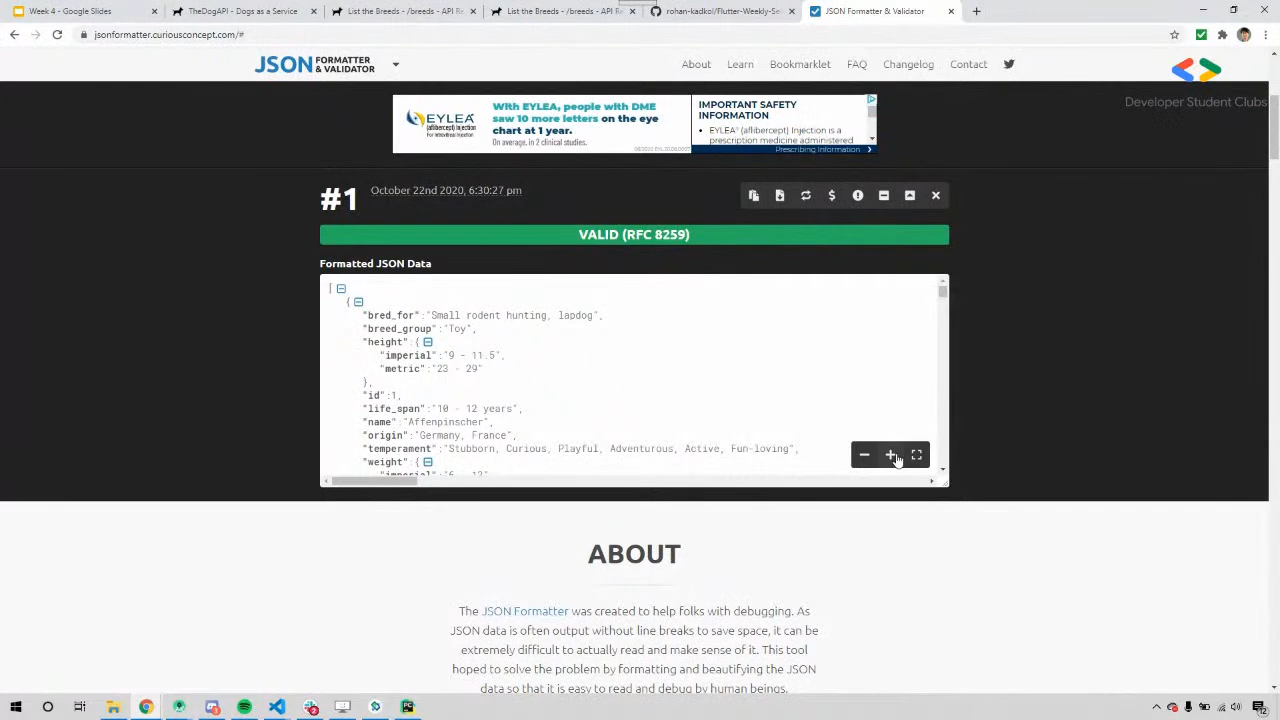 Week 4 - Google Slides
TheDogAPI - Dogs as a Service
List the Breeds - /breeds - API Re
List the Breeds - /breeds - API Re
rohan-kadkol/Flutter-Weekly-Se
JSON Formatter & Validator
jsonformatter.curiousconcept.com/#
JSON FORMATTER & VALIDATOR
About
Learn
Bookmarklet
FAQ
Changelog
Contact
Developer Student Clubs
EYLEA
(aflibercept) Injection
For Intravitreal Injection
With EYLEA, people with DME
saw 10 more letters on the eye
chart at 1 year.
On average, in 2 clinical studies.
IMPORTANT SAFETY
INFORMATION
• EYLEA® (aflibercept) Injection is a
prescription medicine administered
Prescribing Information
#1
October 22nd 2020, 6:30:27 pm
VALID (RFC 8259)
Formatted JSON Data
[
{
"bred_for":"Small rodent hunting, lapdog",
"breed_group":"Toy",
"height":{
"imperial":"9 - 11.5",
"metric":"23 - 29"
},
"id":1,
"life_span":"10 - 12 years",
"name":"Affenpinscher",
"origin":"Germany, France",
"temperament":"Stubborn, Curious, Playful, Adventurous, Active, Fun-loving",
"weight":{
"imperial":"6 - 13"
ABOUT
The JSON Formatter was created to help folks with debugging. As
JSON data is often output without line breaks to save space, it can be
extremely difficult to actually read and make sense of it. This tool
hoped to solve the problem by formatting and beautifying the JSON
data so that it is easy to read and debug by human beings.